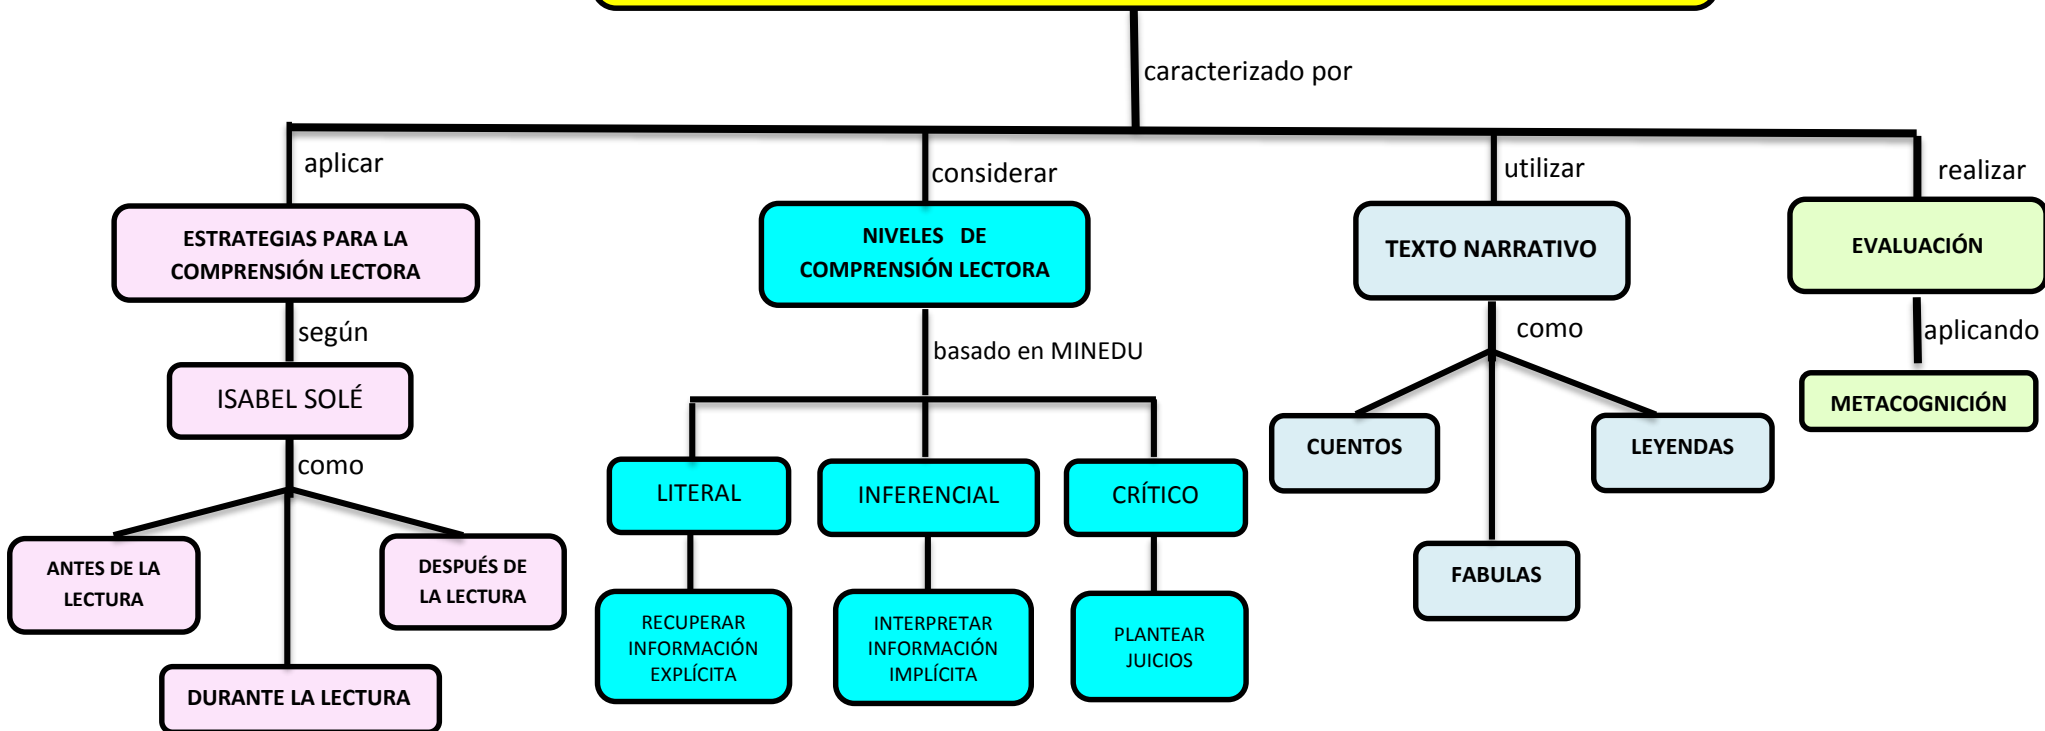 caracterizado por
aplicar
considerar
utilizar
realizar
ESTRATEGIAS PARA LA
COMPRENSIÓN LECTORA
NIVELES DE
COMPRENSIÓN LECTORA
TEXTO NARRATIVO
EVALUACIÓN
según
basado en MINEDU
como
aplicando
ISABEL SOLÉ
METACOGNICIÓN
como
CUENTOS
LEYENDAS
LITERAL
INFERENCIAL
CRÍTICO
ANTES DE LA
LECTURA
DESPUÉS DE
LA LECTURA
FABULAS
RECUPERAR
INFORMACIÓN
EXPLÍCITA
INTERPRETAR
INFORMACIÓN
IMPLÍCITA
PLANTEAR
JUICIOS
DURANTE LA LECTURA